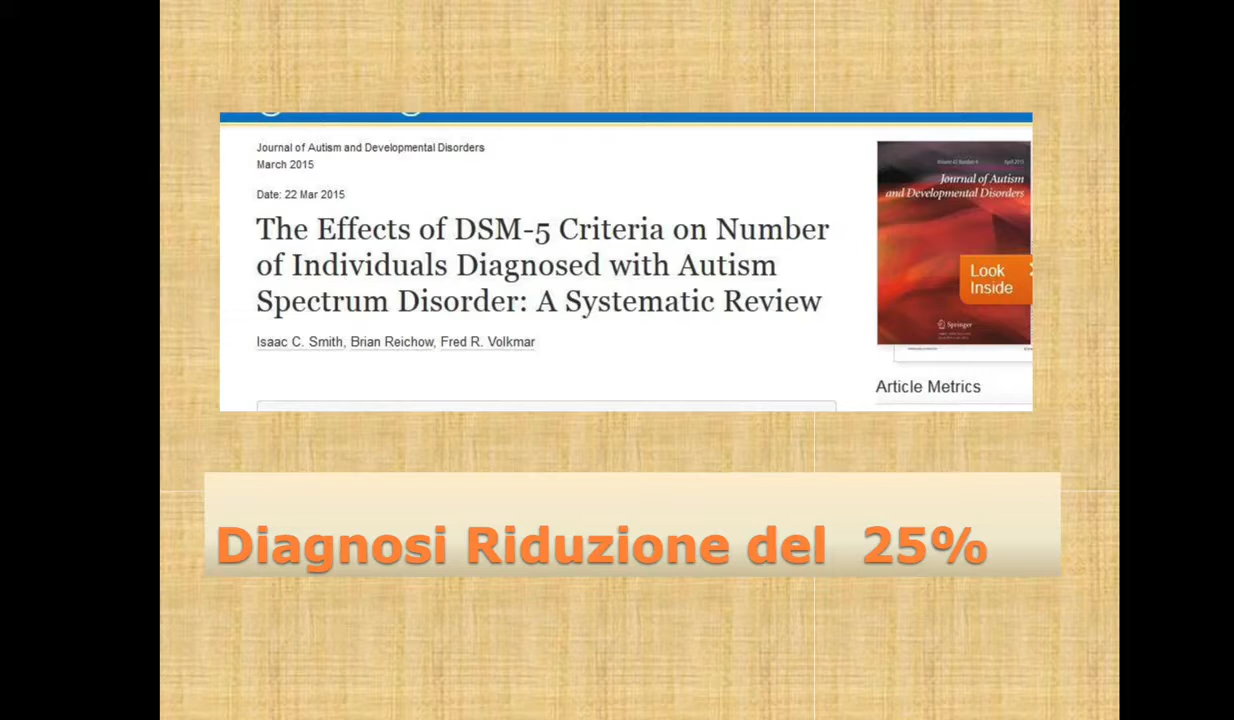 Journal of Autism and Developmental Disorders
March 2015
Date: 22 Mar 2015
The Effects of DSM-5 Criteria on Number
of Individuals Diagnosed with Autism
Spectrum Disorder: A Systematic Review
Isaac C. Smith, Brian Reichow, Fred R. Volkmar
Journal of Autism
and Developmental Disorders
Look
Inside
Springer
Article Metrics
Diagnosi Riduzione del 25%